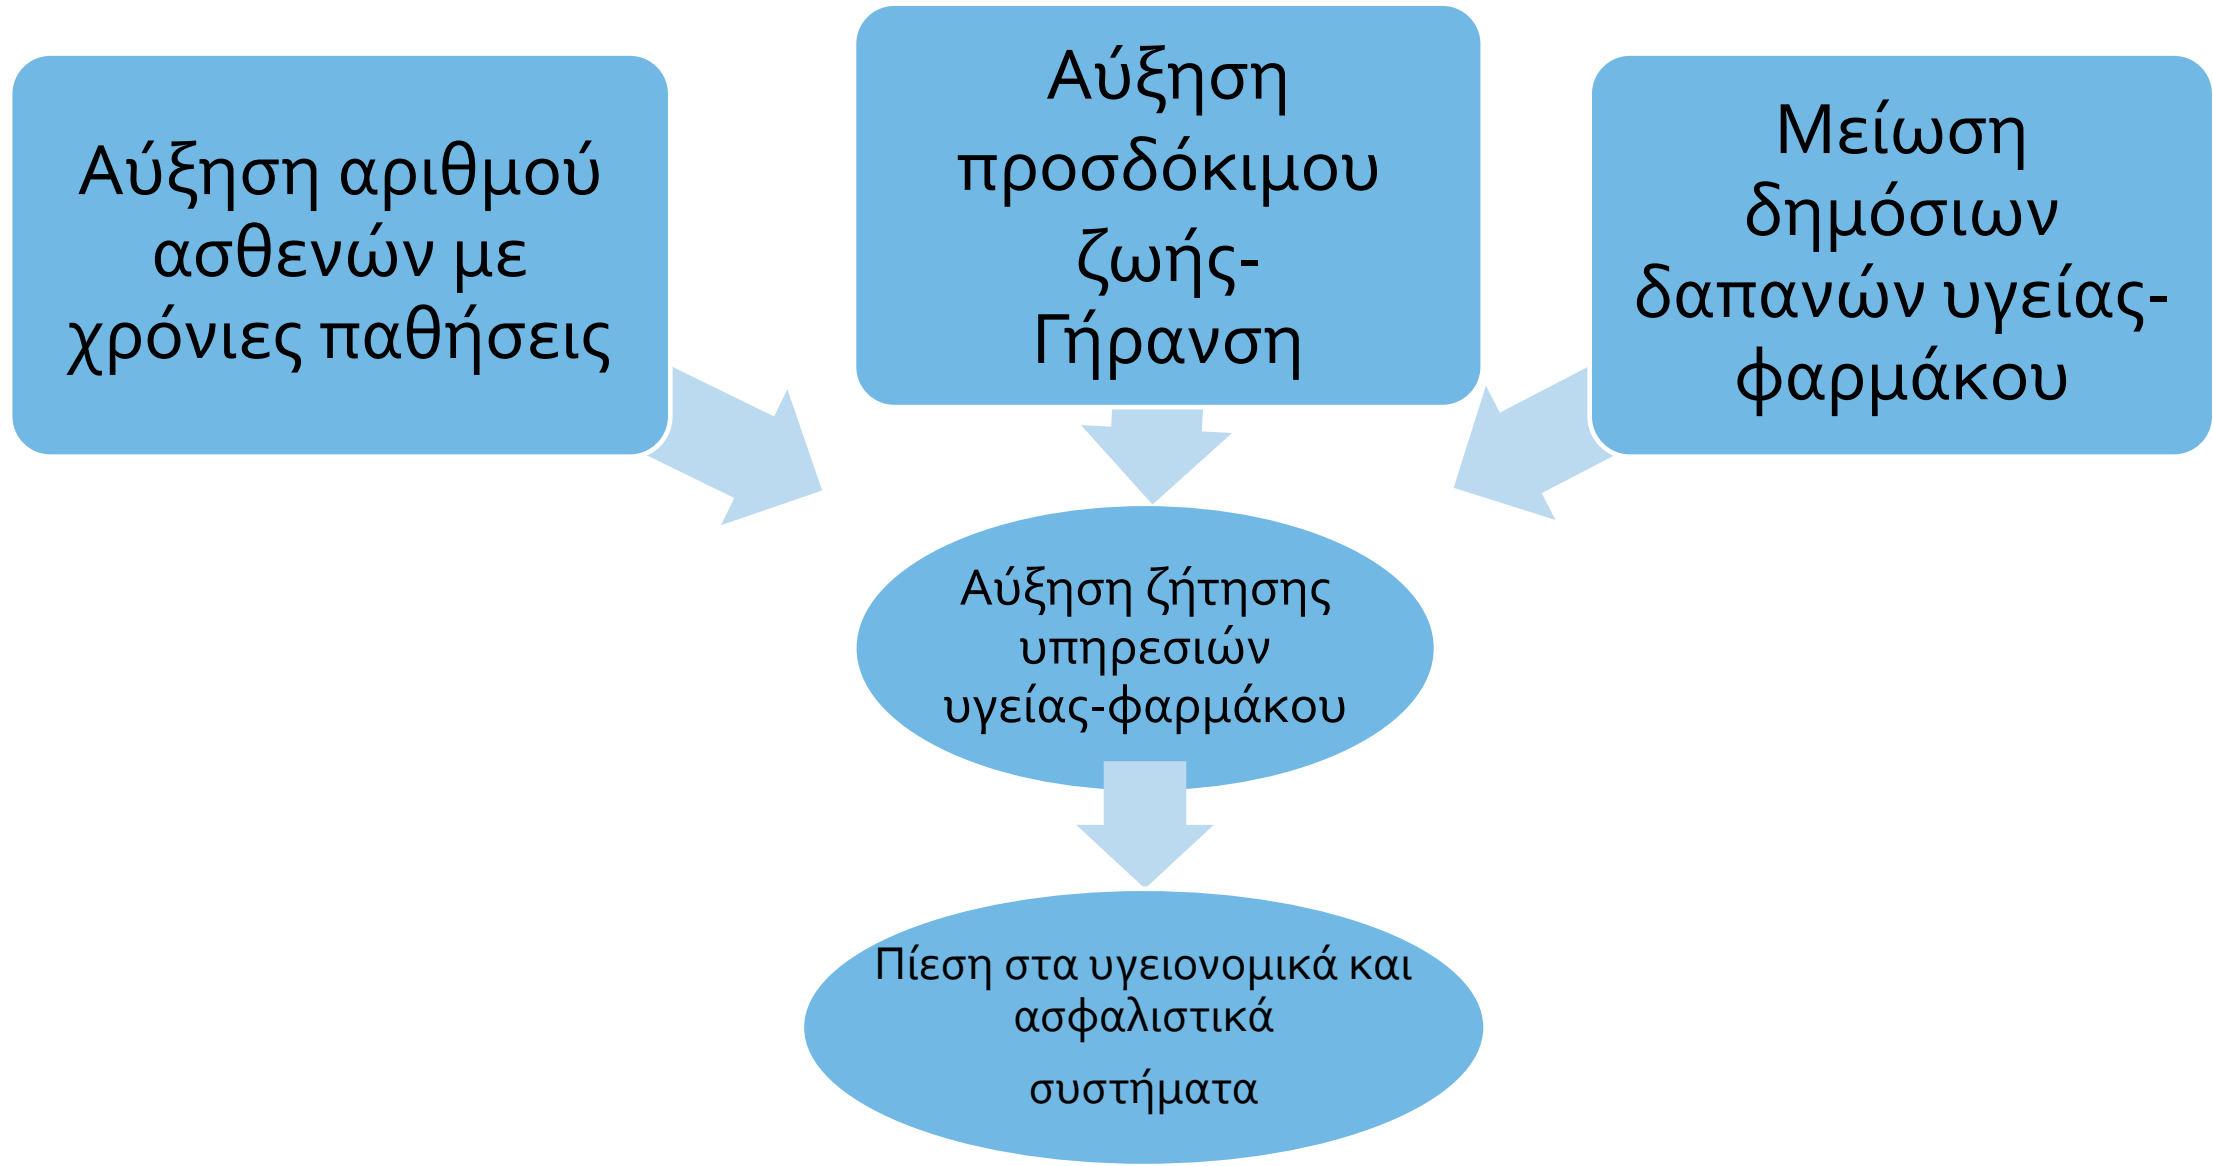 Αύξηση αριθμού
ασθενών με
χρόνιες παθήσεις
Αύξηση
προσδόκιμου
ζωής-
Γήρανση
Μείωση
δημόσιων
δαπανών υγείας-
φαρμάκου
Αύξηση ζήτησης
υπηρεσιών
υγείας-φαρμάκου
Πίεση στα υγειονομικά και
ασφαλιστικά
συστήματα